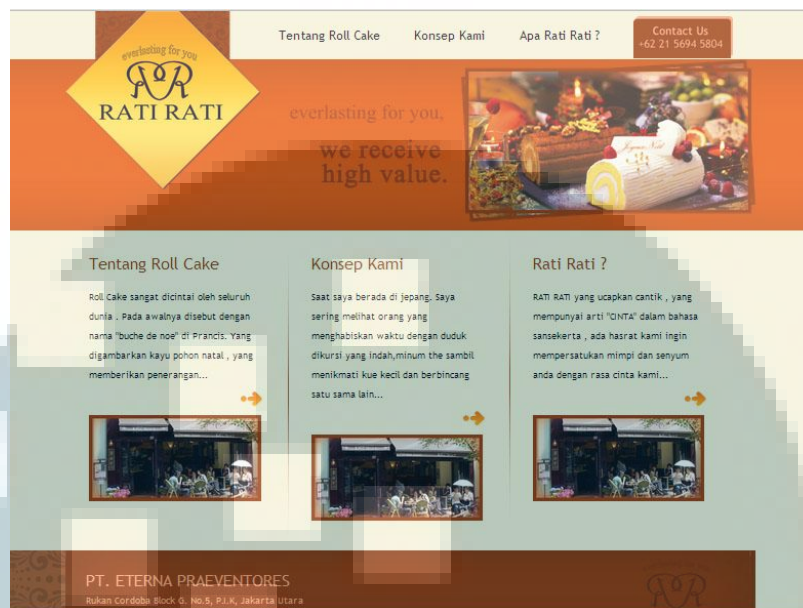 everlasting for you
RATI RATI
Tentang Roll Cake
Konsep Kami
Apa Rati Rati ?
Contact Us
+62 21 5694 5804
everlasting for you,
we receive
high value.
Joyeux Noël
Tentang Roll Cake
Roll Cake sangat dicintai oleh seluruh
dunia . Pada awalnya disebut dengan
nama "buche de noe" di Prancis. Yang
digambarkan kayu pohon natal , yang
memberikan penerangan...
Konsep Kami
Saat saya berada di jepang. Saya
sering melihat orang yang
menghabiskan waktu dengan duduk
dikursi yang indah,minum the sambil
menikmati kue kecil dan berbincang
satu sama lain...
Rati Rati ?
RATI RATI yang ucapkan cantik , yang
mempunyai arti "CINTA" dalam bahasa
sansekerta , ada hasrat kami ingin
mempersatukan mimpi dan senyum
anda dengan rasa cinta kami...
PT. ETERNA PRAEVENTORES
Rukan Cordoba Block G. No.5, P.I.K, Jakarta Utara